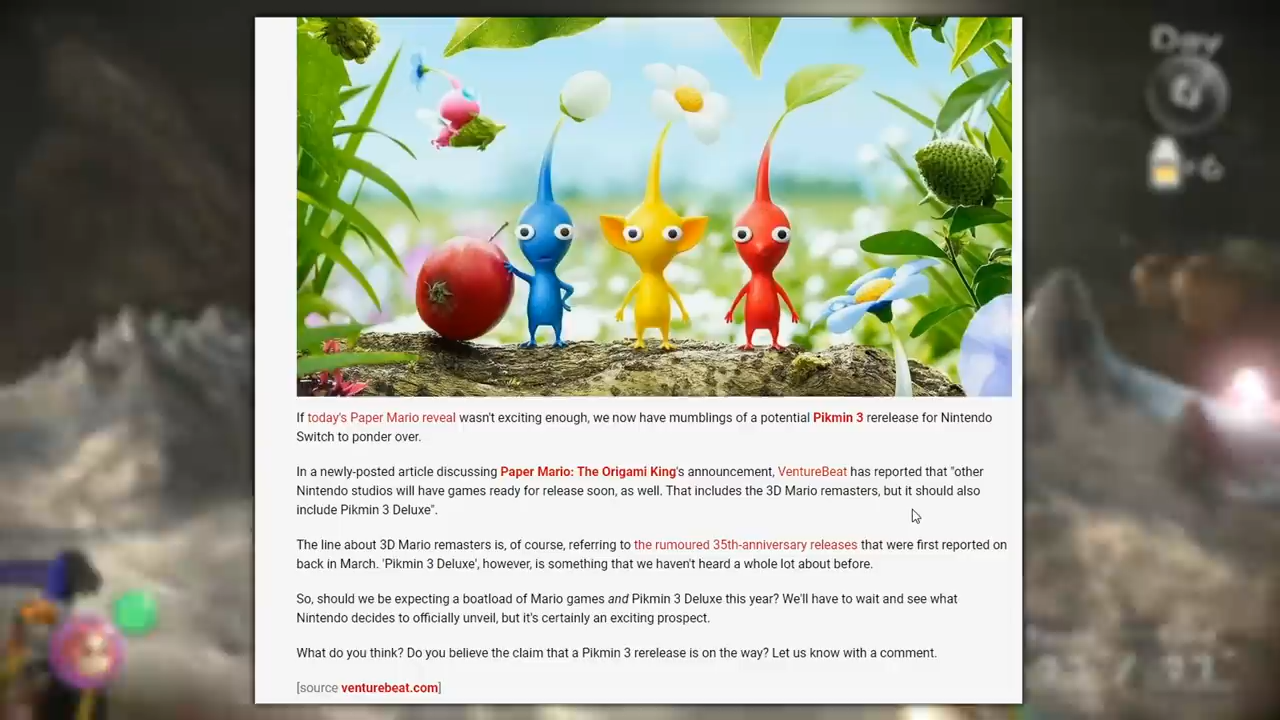 Day
+6
If today's Paper Mario reveal wasn't exciting enough, we now have mumblings of a potential Pikmin 3 rerelease for Nintendo
Switch to ponder over.
In a newly-posted article discussing Paper Mario: The Origami King's announcement, VentureBeat has reported that "other
Nintendo studios will have games ready for release soon, as well. That includes the 3D Mario remasters, but it should also
include Pikmin 3 Deluxe".
The line about 3D Mario remasters is, of course, referring to the rumoured 35th-anniversary releases that were first reported on
back in March. 'Pikmin 3 Deluxe', however, is something that we haven't heard a whole lot about before.
So, should we be expecting a boatload of Mario games and Pikmin 3 Deluxe this year? We'll have to wait and see what
Nintendo decides to officially unveil, but it's certainly an exciting prospect.
What do you think? Do you believe the claim that a Pikmin 3 rerelease is on the way? Let us know with a comment.
[source venturebeat.com]